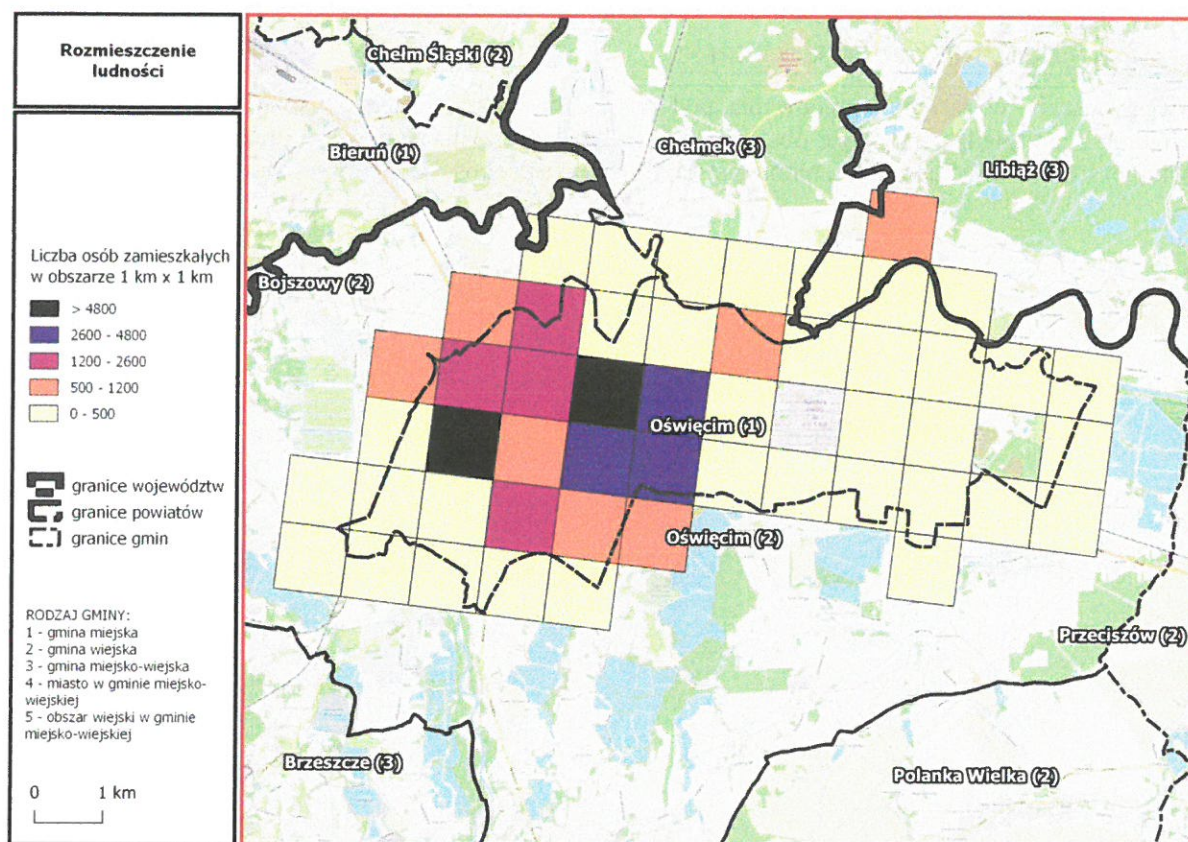 Rozmieszczenie
ludności
Liczba osób zamieszkałych
w obszarze 1 km x 1 km
> 4800
2600 - 4800
1200 - 2600
500 - 1200
0 - 500
granice województw
granice powiatów
granice gmin
RODZAJ GMINY:
1 - gmina miejska
2 - gmina wiejska
3 - gmina miejsko-wiejska
4 - miasto w gminie miejsko-
wiejskiej
5 - obszar wiejski w gminie
miejsko-wiejskiej
0 1 km
Chełm Śląski (2)
Bieruń (1)
Chełmek (3)
Libiąż (3)
Bojszowy (2)
Oświęcim (1)
Oświęcim (2)
Przeciszów (2)
Brzeszcze (3)
Polanka Wielka (2)